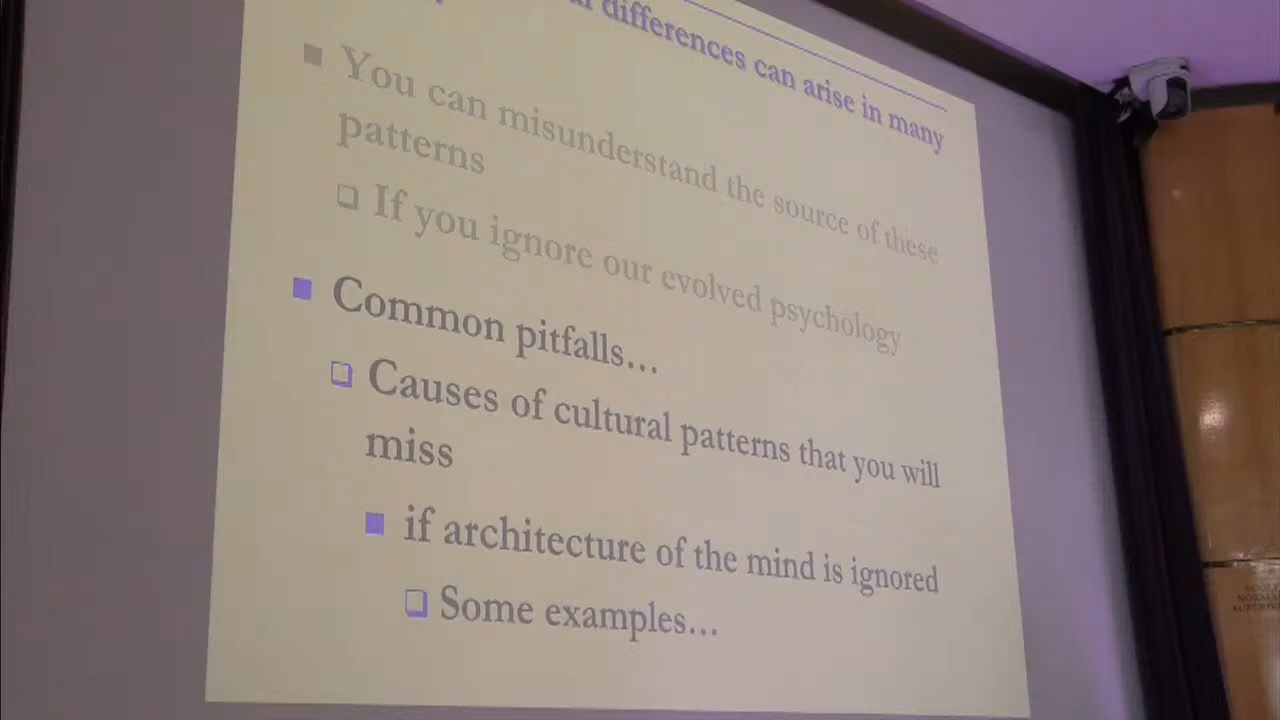 differences can arise in many
You can misunderstand the source of these
patterns
If you ignore our evolved psychology
Common pitfalls...
Causes of cultural patterns that you will
miss
if architecture of the mind is ignored
Some examples...